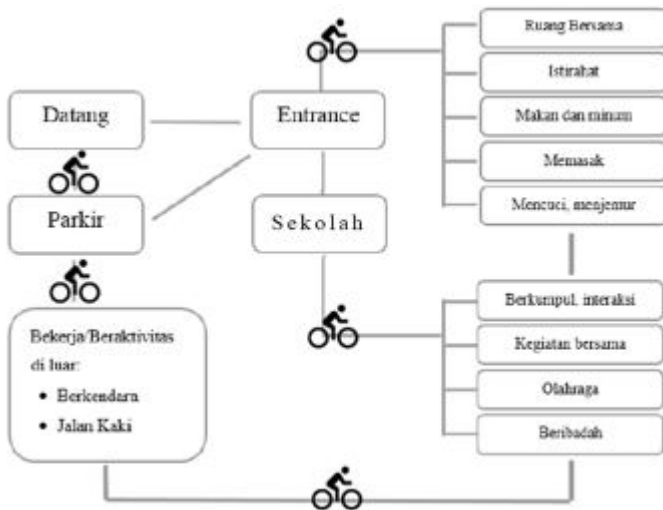 Datang
Parkir
Bekerja/Beraktivitas
di luar:
• Berkendara
• Jalan Kaki
Entrance
Sekolah
Ruang Bersama
Istirahat
Makan dan minum
Memasak
Mencuci, menjemur
Berkumpul, interaksi
Kegiatan bersama
Olahraga
Beribadah